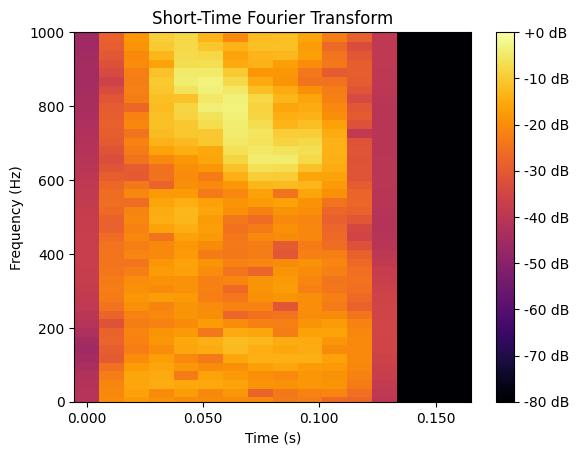 Short-Time Fourier Transform
1000
800
600
400
200
0
Frequency (Hz)
0.000
0.050
0.100
0.150
Time (s)
+0 dB
-10 dB
-20 dB
-30 dB
-40 dB
-50 dB
-60 dB
-70 dB
-80 dB